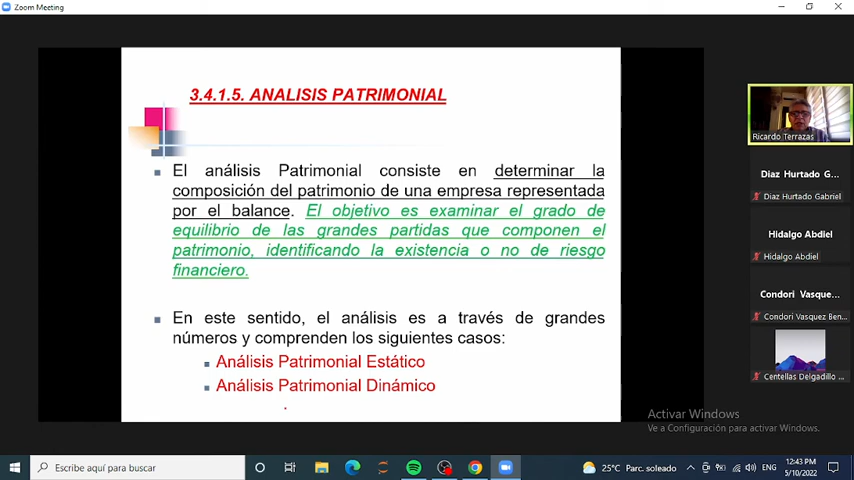 Zoom Meeting
3.4.1.5. ANALISIS PATRIMONIAL
El análisis Patrimonial consiste en determinar la
composición del patrimonio de una empresa representada
por el balance. El objetivo es examinar el grado de
equilibrio de las grandes partidas que componen el
patrimonio, identificando la existencia o no de riesgo
financiero.
En este sentido, el análisis es a través de grandes
números y comprenden los siguientes casos:
Análisis Patrimonial Estático
Análisis Patrimonial Dinámico
Ricardo Terrazas
Diaz Hurtado G...
Diaz Hurtado Gabriel
Hidalgo Abdiel
Hidalgo Abdiel
Condori Vasque...
Condori Vasquez Ben...
Centellas Delgadillo ...
Activar Windows
Ve a Configuración para activar Windows.
Escribe aquí para buscar
25°C Parc. soleado
ENG
12:43 PM
5/10/2022